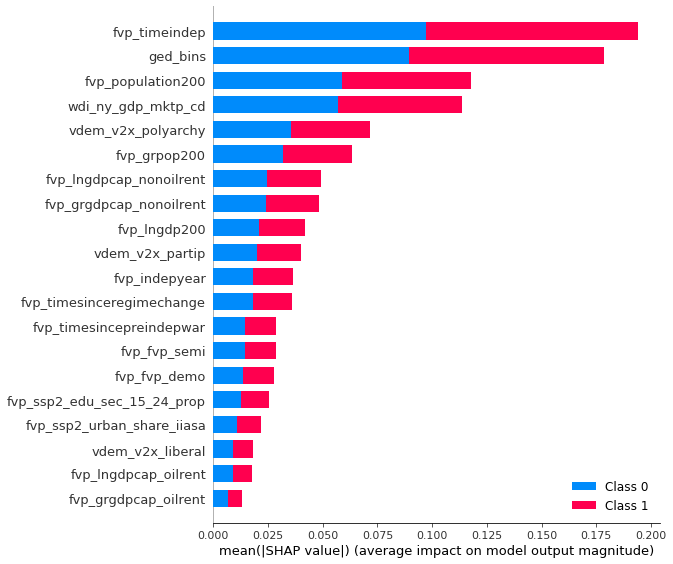 fvp_timeindep
ged_bins
fvp_population200
wdi_ny_gdp_mktp_cd
vdem_v2x_polyarchy
fvp_grpop200
fvp_lngdpcap_nonoilrent
fvp_grgdpcap_nonoilrent
fvp_lngdp200
vdem_v2x_partip
fvp_indepyear
fvp_timesinceregimechange
fvp_timesincepreindepwar
fvp_fvp_semi
fvp_fvp_demo
fvp_ssp2_edu_sec_15_24_prop
fvp_ssp2_urban_share_iiasa
vdem_v2x_liberal
fvp_lngdpcap_oilrent
fvp_grgdpcap_oilrent
Class 0
Class 1
0.000 0.025 0.050 0.075 0.100 0.125 0.150 0.175 0.200
mean(|SHAP value|) (average impact on model output magnitude)